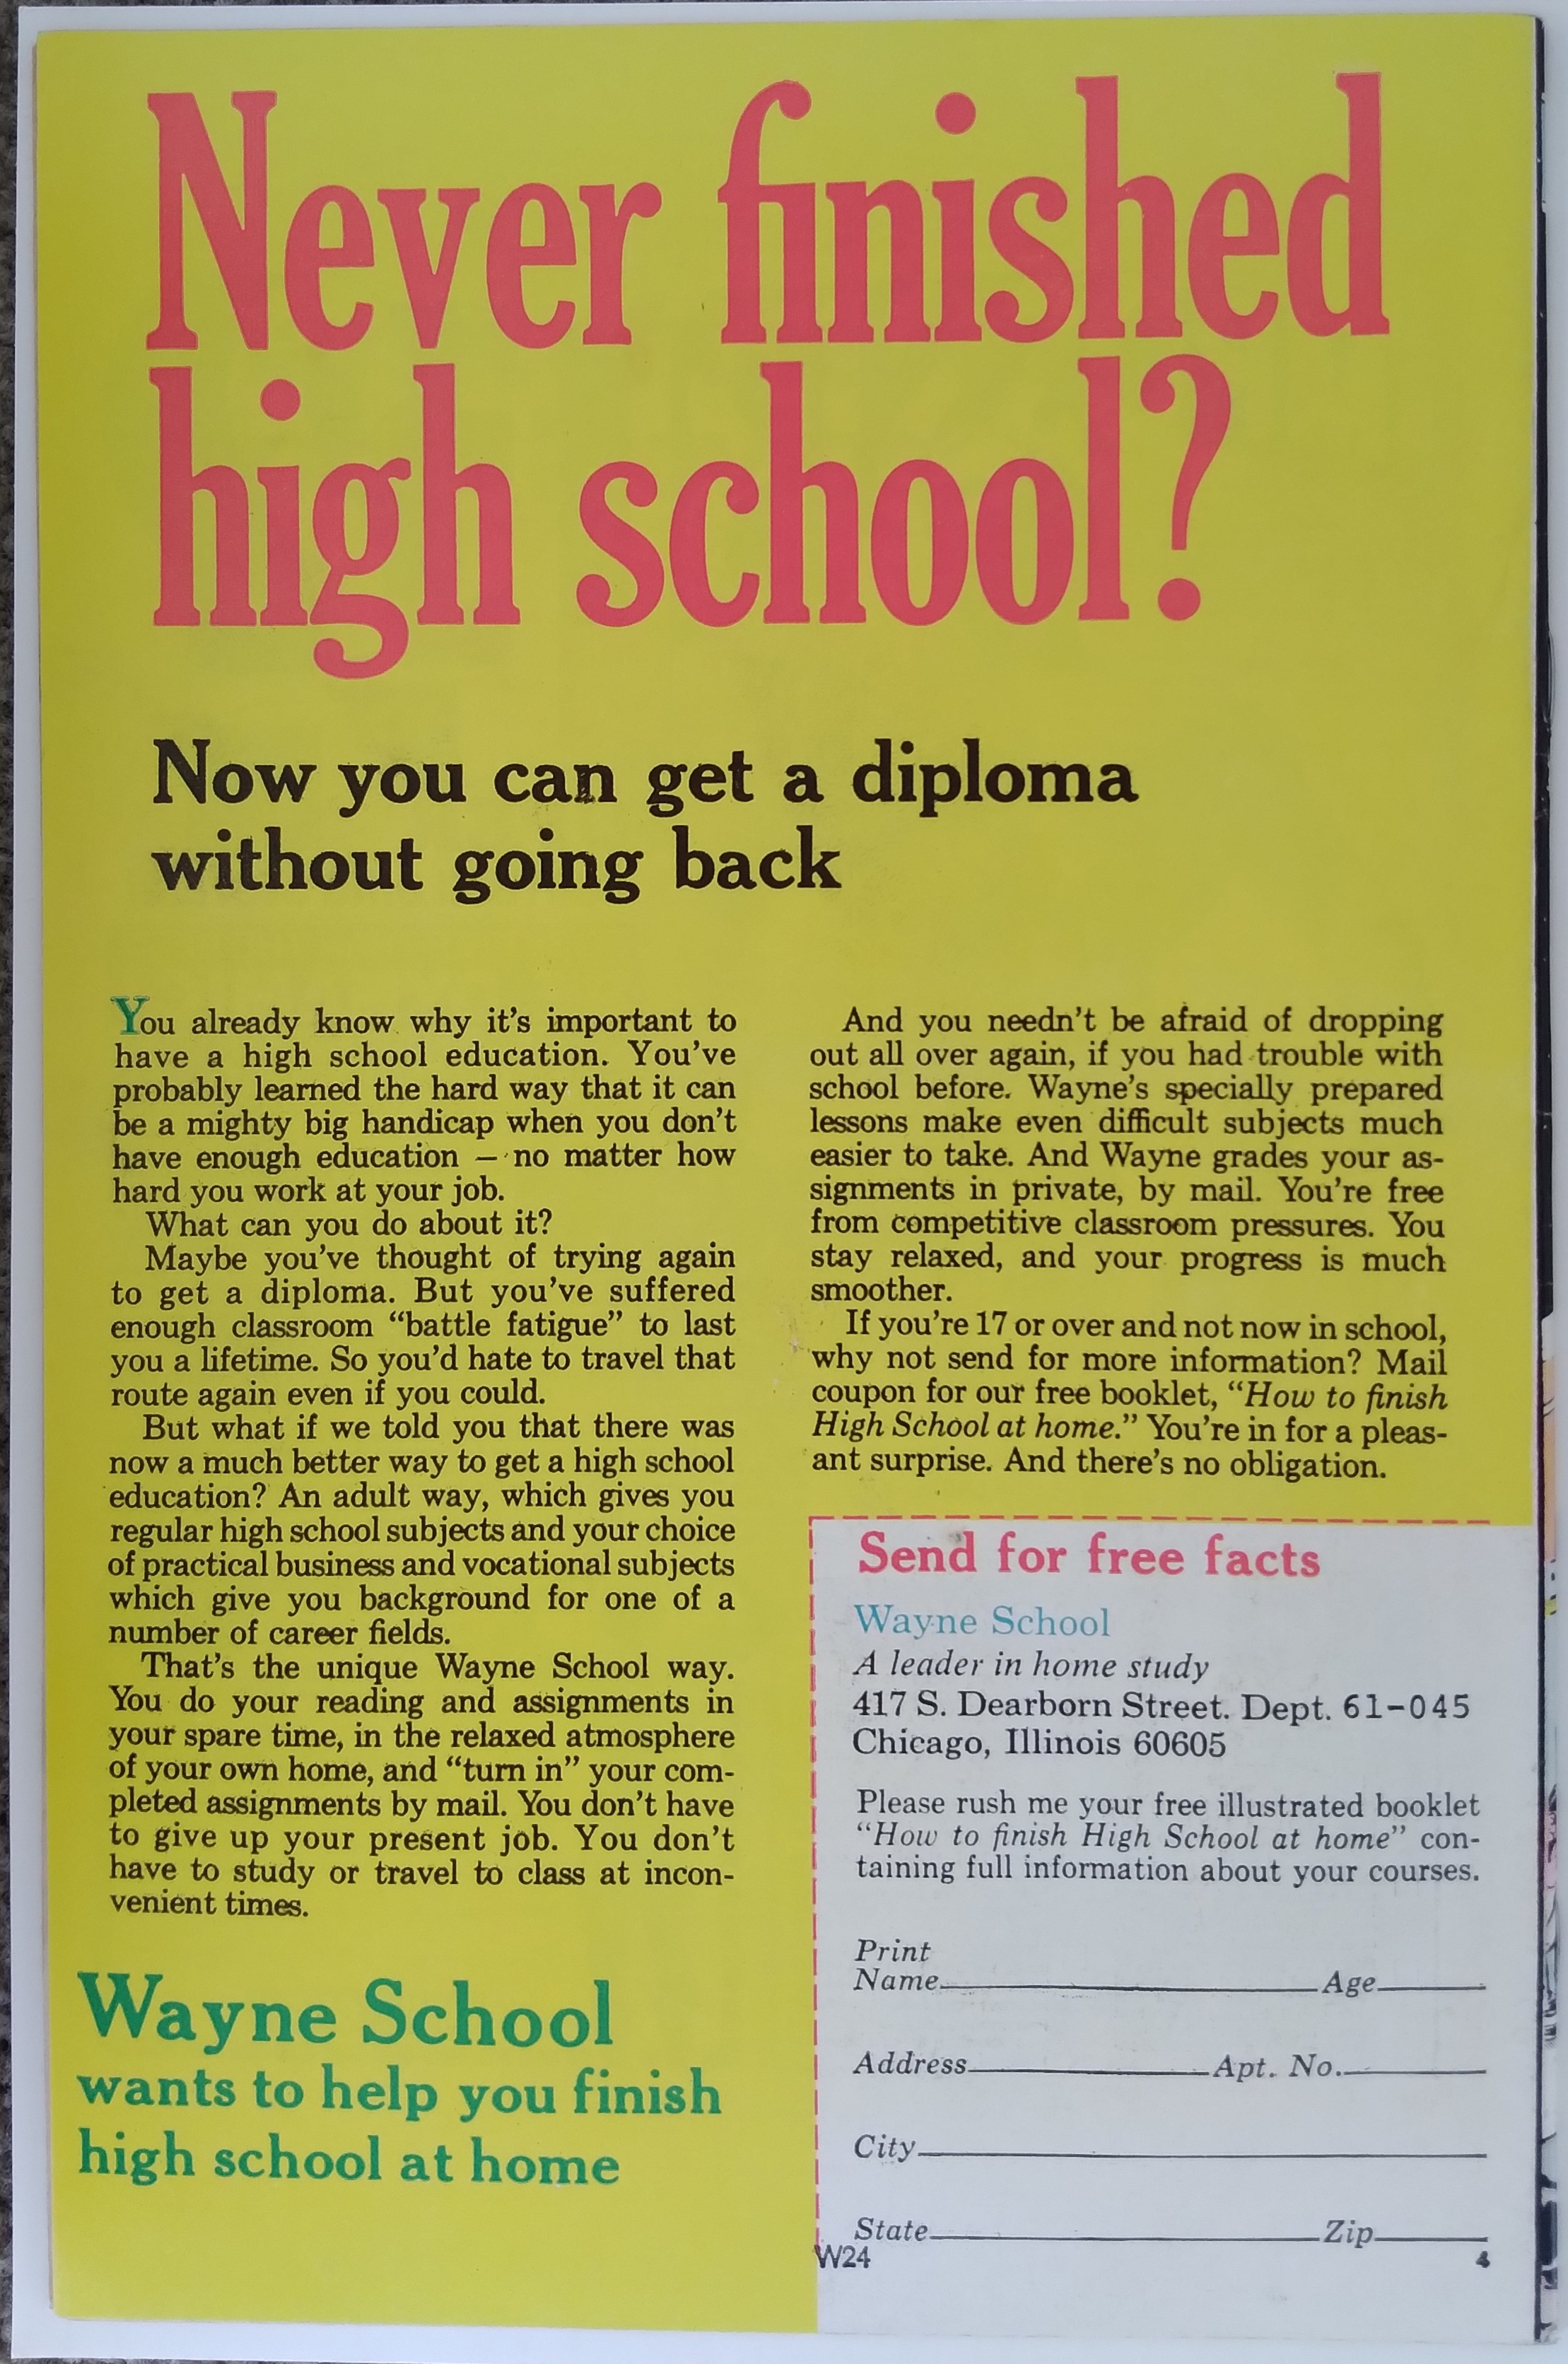 Never finished
high school?
Now you can get a diploma
without going back
You already know why it's important to
have a high school education. You've
probably learned the hard way that it can
be a mighty big handicap when you don't
have enough education – no matter how
hard you work at your job.
What can you do about it?
Maybe you've thought of trying again
to get a diploma. But you've suffered
enough classroom “battle fatigue” to last
you a lifetime. So you'd hate to travel that
route again even if you could.
But what if we told you that there was
now a much better way to get a high school
education? An adult way, which gives you
regular high school subjects and your choice
of practical business and vocational subjects
which give you background for one of a
number of career fields.
That's the unique Wayne School way.
You do your reading and assignments in
your spare time, in the relaxed atmosphere
of your own home, and “turn in” your com-
pleted assignments by mail. You don't have
to give up your present job. You don't
have to study or travel to class at incon-
venient times.
Wayne School
wants to help you finish
high school at home
And you needn't be afraid of dropping
out all over again, if you had trouble with
school before. Wayne's specially prepared
lessons make even difficult subjects much
easier to take. And Wayne grades your as-
signments in private, by mail. You're free
from competitive classroom pressures. You
stay relaxed, and your progress is much
smoother.
If you're 17 or over and not now in school,
why not send for more information? Mail
coupon for our free booklet, “How to finish
High School at home.” You're in for a pleas-
ant surprise. And there's no obligation.
Send for free facts
Wayne School
A leader in home study
417 S. Dearborn Street. Dept. 61-045
Chicago, Illinois 60605
Please rush me your free illustrated booklet
“How to finish High School at home” con-
taining full information about your courses.
Print
Name Age
Address Apt. No.
City
State Zip
W24 4